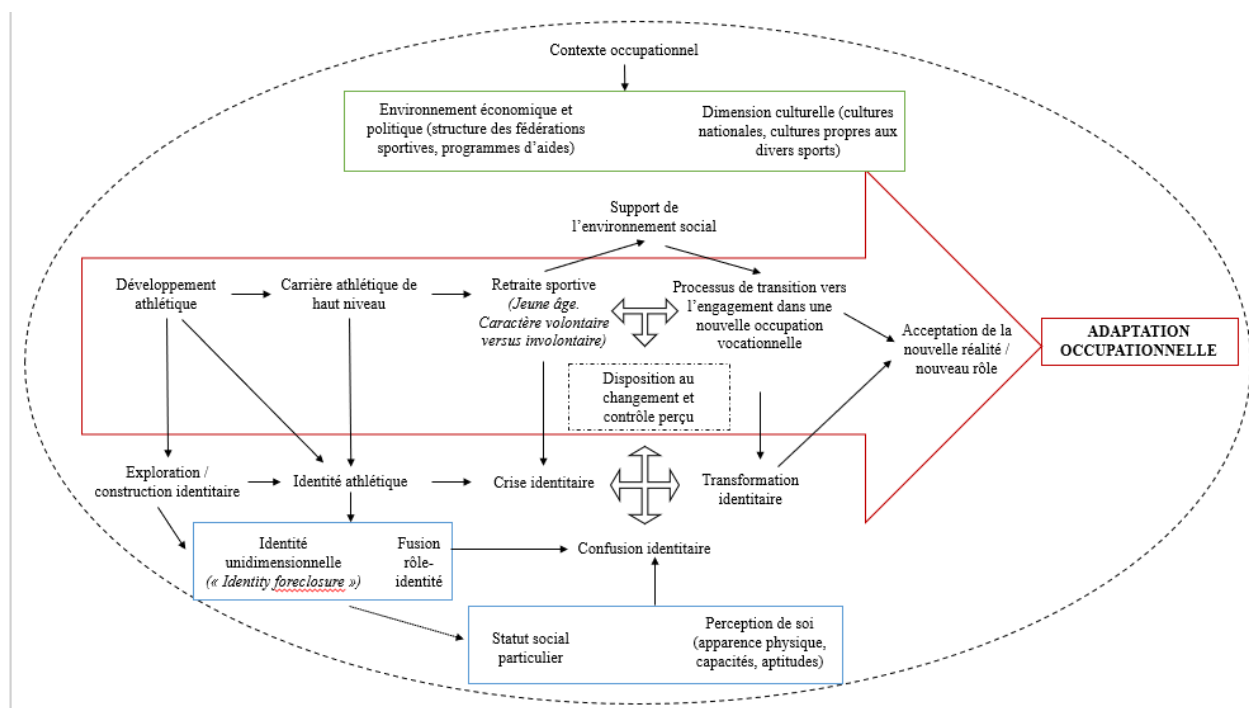 Contexte occupationnel
Environnement économique et
politique (structure des fédérations
sportives, programmes d’aides)
Dimension culturelle (cultures
nationales, cultures propres aux
divers sports)
Support de
l’environnement social
Développement
athlétique
Carrière athlétique de
haut niveau
Retraite sportive
(Jeune âge.
Caractère volontaire
versus involontaire)
Processus de transition vers
l’engagement dans une
nouvelle occupation
vocationnelle
Acceptation de la
nouvelle réalité /
nouveau rôle
ADAPTATION
OCCUPATIONNELLE
Disposition au
changement et
contrôle perçu
Exploration /
construction identitaire
Identité athlétique
Crise identitaire
Transformation
identitaire
Identité
unidimensionnelle
(« Identity foreclosure »)
Fusion
rôle-
identité
Confusion identitaire
Statut social
particulier
Perception de soi
(apparence physique,
capacités, aptitudes)